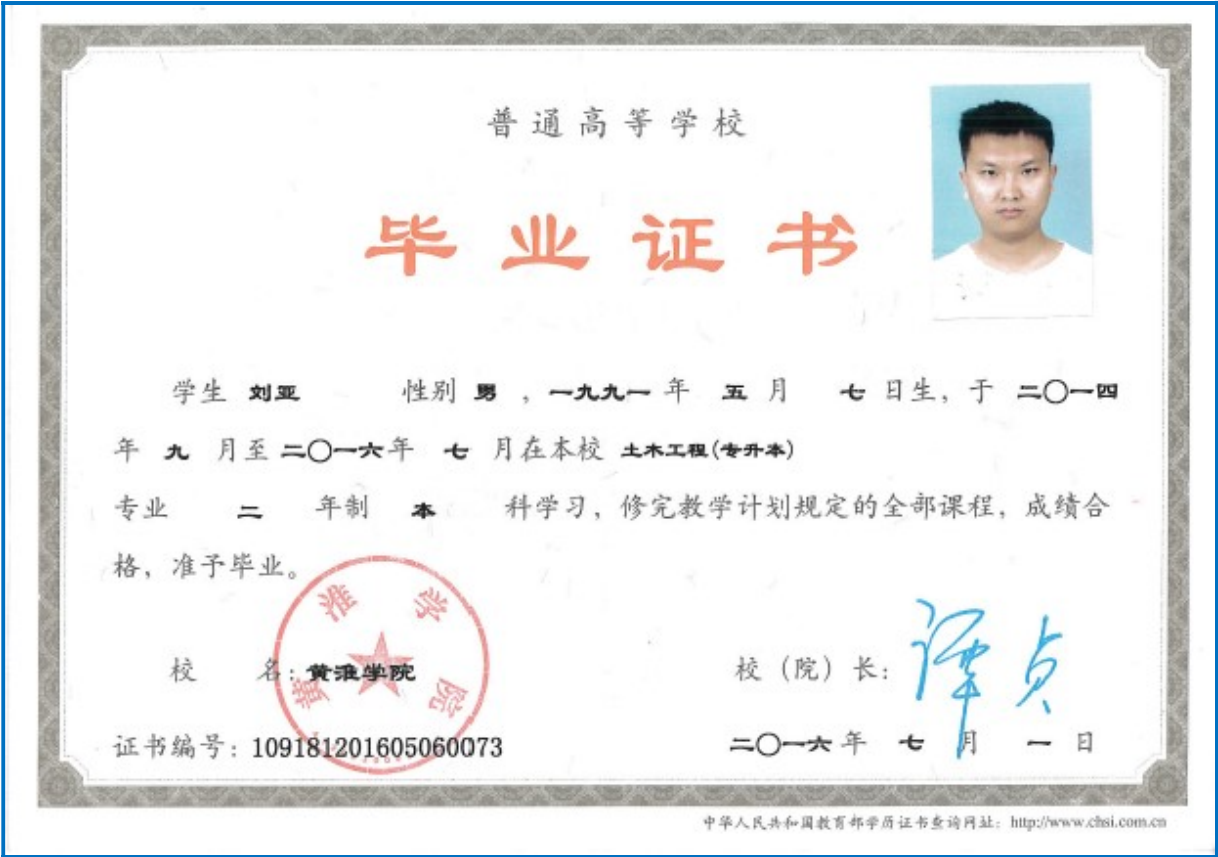 普通高等学校
毕业证书
学生 刘亚 性别 男 ，一九九一 年 五 月 七 日生，于 二〇一四
年 九 月至 二〇一六年 七 月在本校 土木工程(专升本)
专业 二 年制 本 科学习，修完教学计划规定的全部课程，成绩合
格，准予毕业。
黄淮学院
校 名：黄淮学院 校（院）长：谭贞
证书编号：109181201605060073 二〇一六 年 七 月 一 日
中华人民共和国教育部学历证书查询网址：http://www.chsi.com.cn